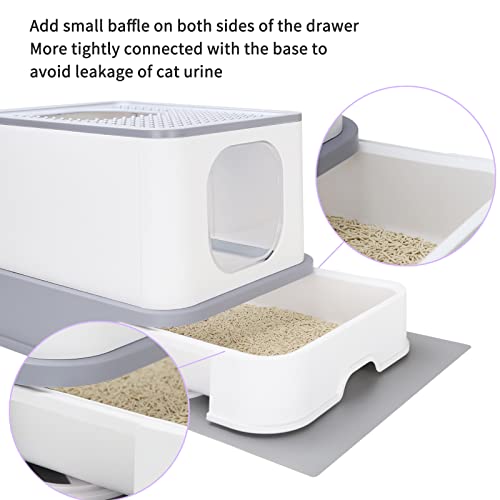 Add small baffle on both sides of the drawer
More tightly connected with the base to
avoid leakage of cat urine